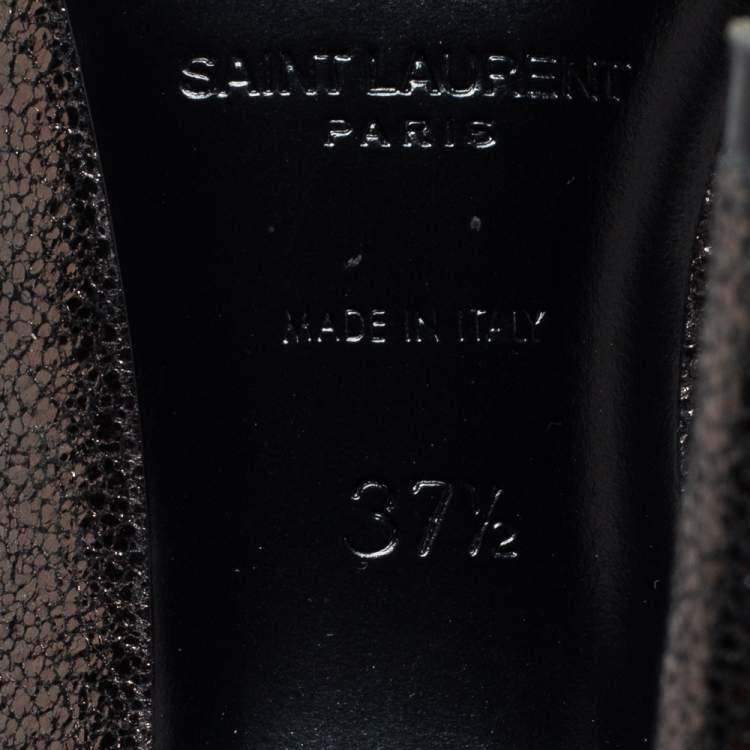 SAINT LAURENT
PARIS
MADE IN ITALY
37½